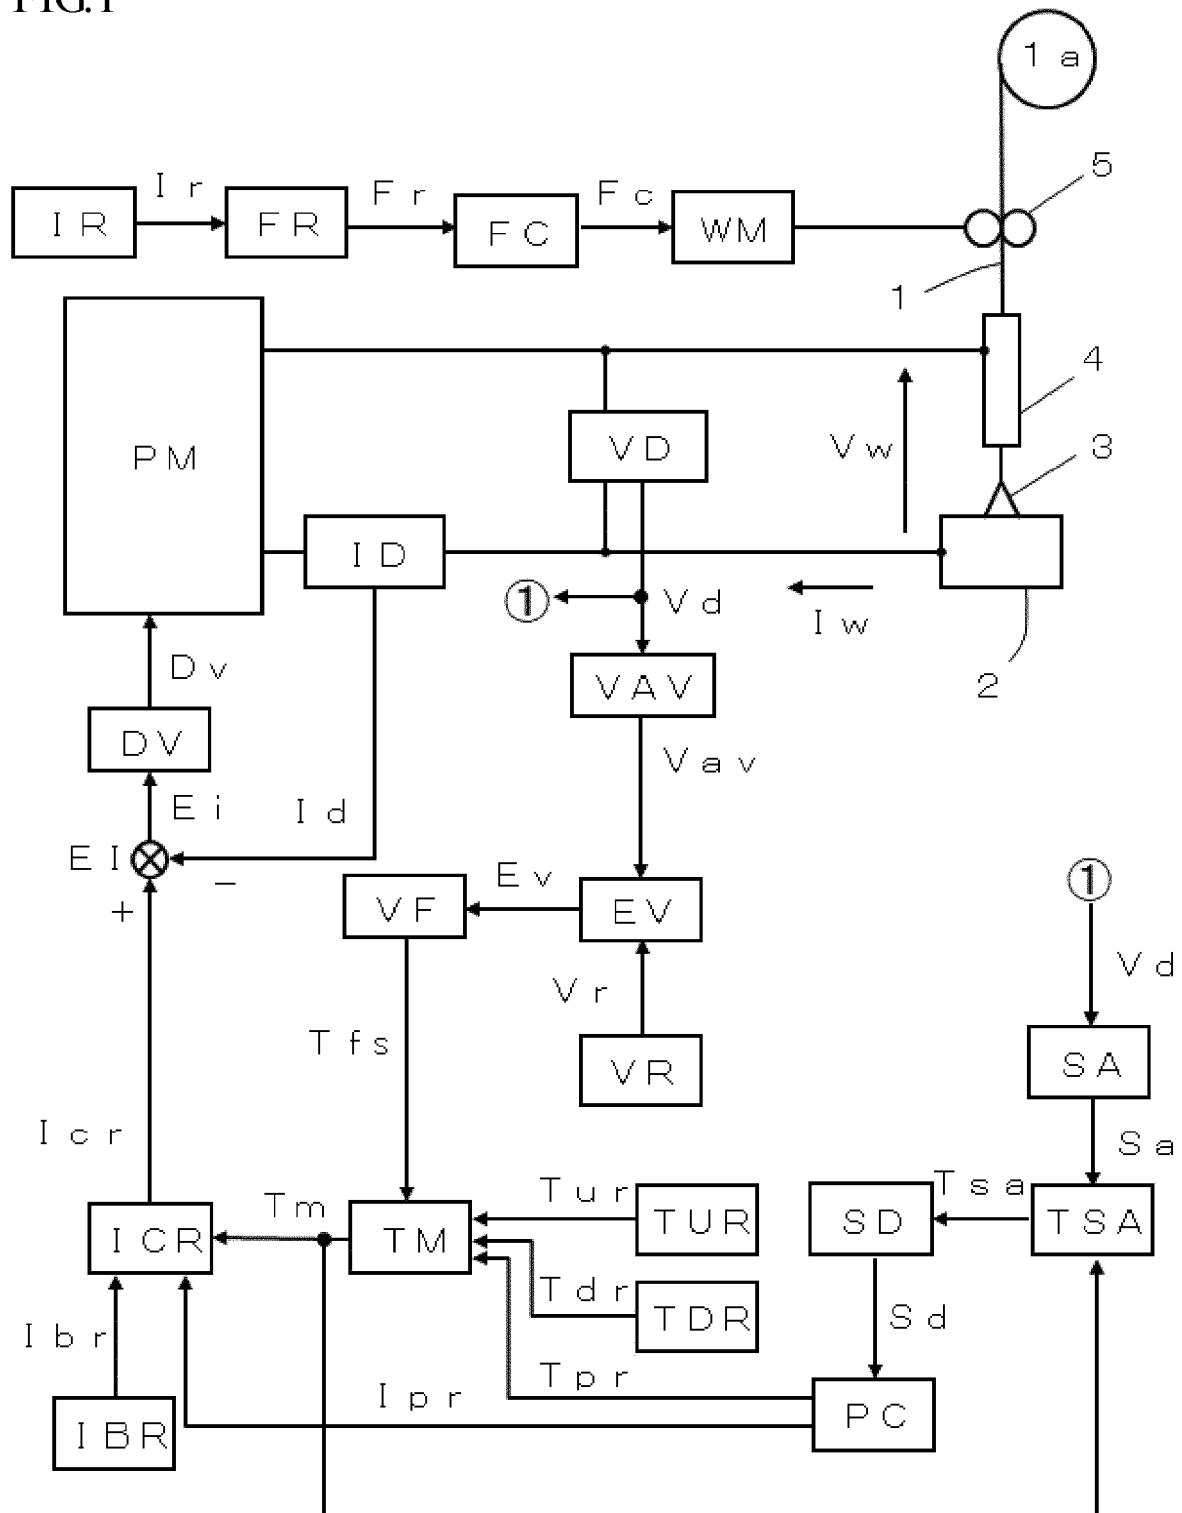 FIG.1
1a
5
Ir
Fr
Fc
IR
FR
FC
WM
1
4
PM
VD
Vw
3
ID
①
Vd
Iw
2
Dv
VAV
DV
Vav
Ei
Id
EI
−
+
Ev
VF
EV
①
Vd
Vr
Tfs
VR
SA
Icr
Sa
Tm
Tur
Tsa
ICR
TM
TUR
SD
TSA
Tdr
TDR
Ibr
Sd
Tpr
Ipr
IBR
PC